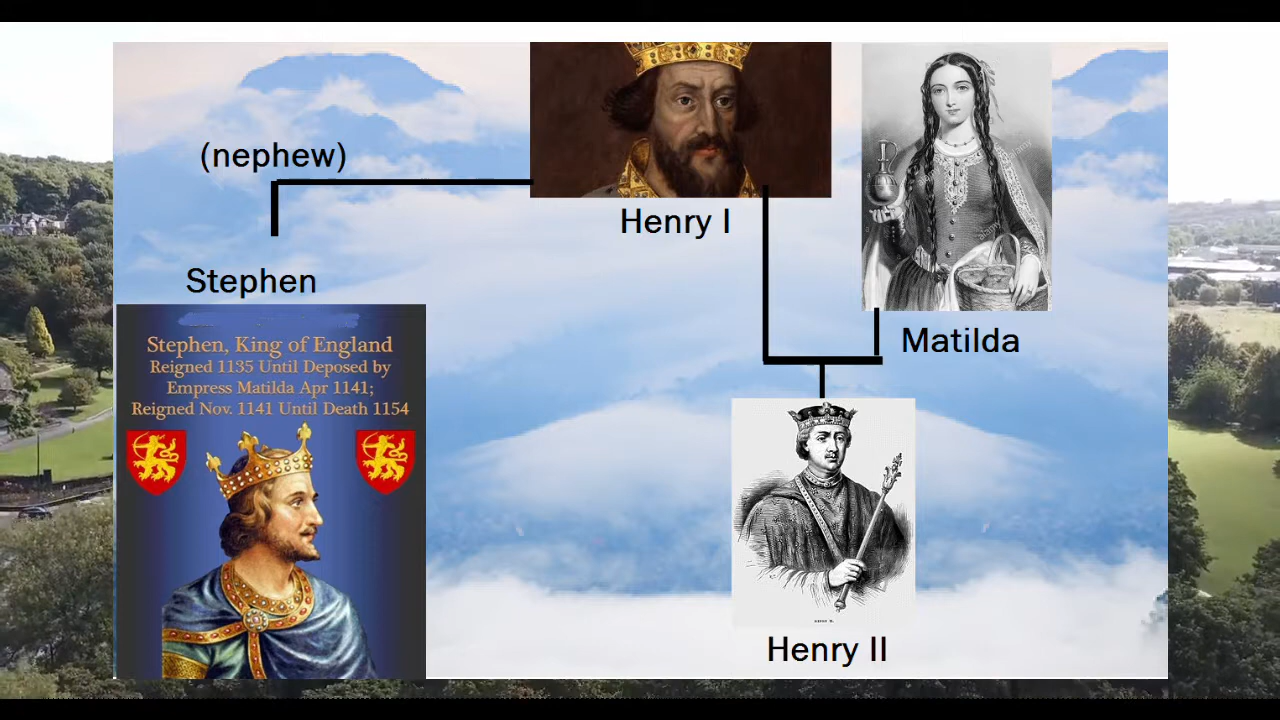 (nephew)
Henry I
Stephen
Matilda
Stephen, King of England
Reigned 1135 Until Deposed by
Empress Matilda Apr 1141;
Reigned Nov. 1141 Until Death 1154
Henry II